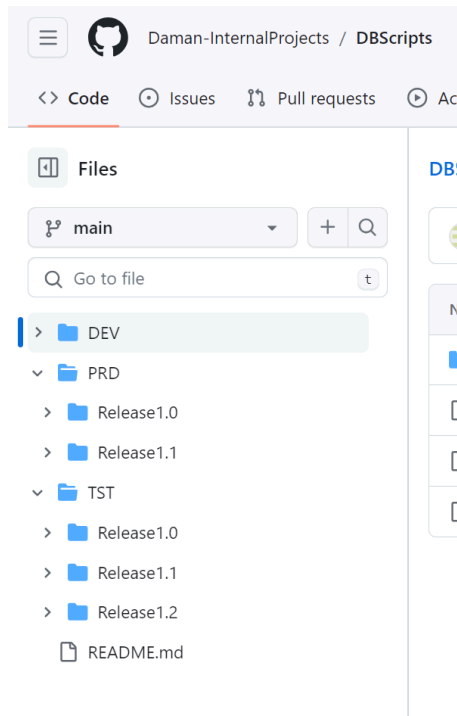 Daman-InternalProjects / DBScripts
Code Issues Pull requests
Files
main
Go to file t
DEV
PRD
Release1.0
Release1.1
TST
Release1.0
Release1.1
Release1.2
README.md